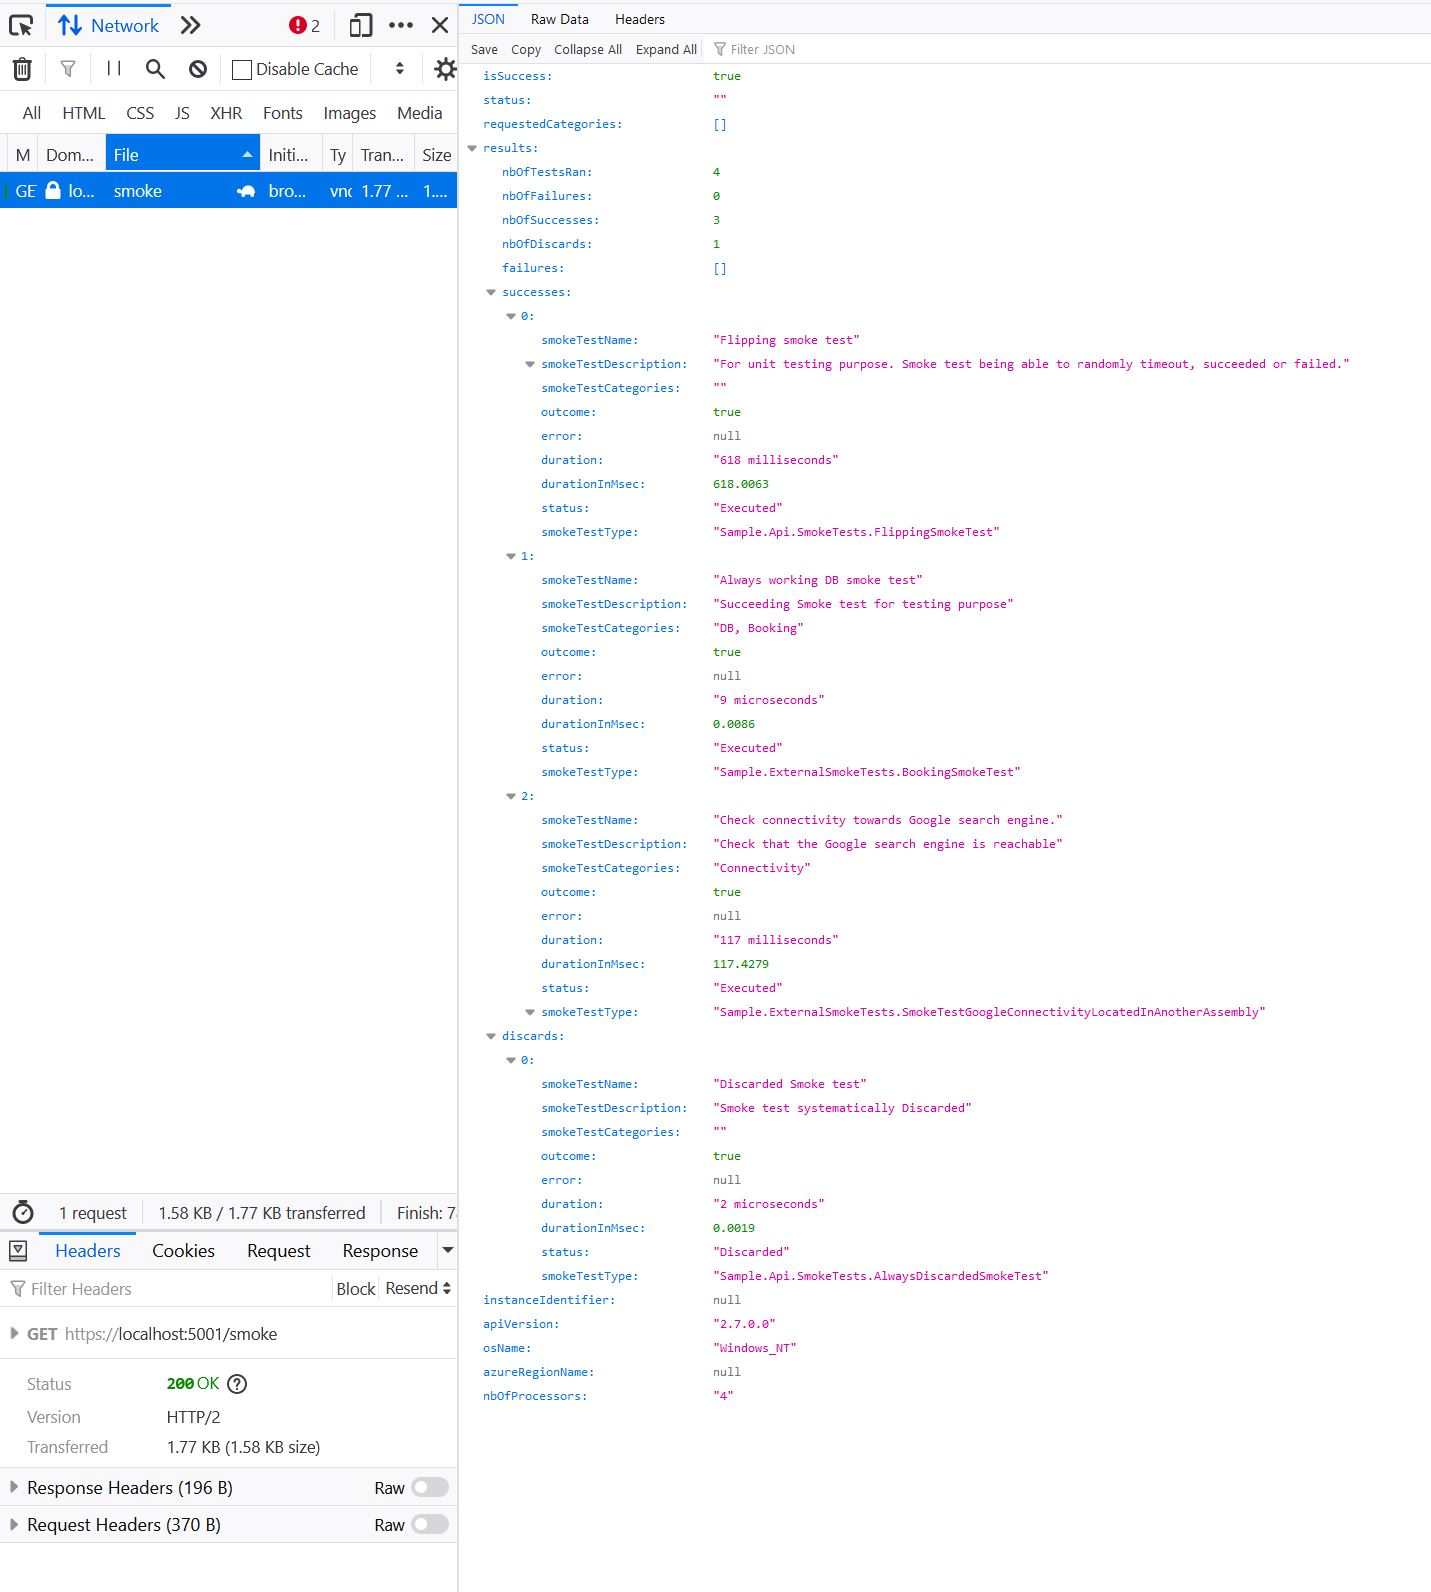 Network
2
Disable Cache
All HTML CSS JS XHR Fonts Images Media
M Dom... File Initi... Ty Tran... Size
GE lo... smoke bro... vnd 1.77 ... 1....
1 request 1.58 KB / 1.77 KB transferred Finish: 7
Headers Cookies Request Response
Filter Headers Block Resend
GET https://localhost:5001/smoke
Status 200 OK
Version HTTP/2
Transferred 1.77 KB (1.58 KB size)
Response Headers (196 B) Raw
Request Headers (370 B) Raw
JSON Raw Data Headers
Save Copy Collapse All Expand All Filter JSON
isSuccess: true
status: ""
requestedCategories: []
results:
nbOfTestsRan: 4
nbOfFailures: 0
nbOfSuccesses: 3
nbOfDiscards: 1
failures: []
successes:
0:
smokeTestName: "Flipping smoke test"
smokeTestDescription: "For unit testing purpose. Smoke test being able to randomly timeout, succeeded or failed."
smokeTestCategories: ""
outcome: true
error: null
duration: "618 milliseconds"
durationInMsec: 618.0063
status: "Executed"
smokeTestType: "Sample.Api.SmokeTests.FlippingSmokeTest"
1:
smokeTestName: "Always working DB smoke test"
smokeTestDescription: "Succeeding Smoke test for testing purpose"
smokeTestCategories: "DB, Booking"
outcome: true
error: null
duration: "9 microseconds"
durationInMsec: 0.0086
status: "Executed"
smokeTestType: "Sample.ExternalSmokeTests.BookingSmokeTest"
2:
smokeTestName: "Check connectivity towards Google search engine."
smokeTestDescription: "Check that the Google search engine is reachable"
smokeTestCategories: "Connectivity"
outcome: true
error: null
duration: "117 milliseconds"
durationInMsec: 117.4279
status: "Executed"
smokeTestType: "Sample.ExternalSmokeTests.SmokeTestGoogleConnectivityLocatedInAnotherAssembly"
discards:
0:
smokeTestName: "Discarded Smoke test"
smokeTestDescription: "Smoke test systematically Discarded"
smokeTestCategories: ""
outcome: true
error: null
duration: "2 microseconds"
durationInMsec: 0.0019
status: "Discarded"
smokeTestType: "Sample.Api.SmokeTests.AlwaysDiscardedSmokeTest"
instanceIdentifier: null
apiVersion: "2.7.0.0"
osName: "Windows_NT"
azureRegionName: null
nbOfProcessors: "4"